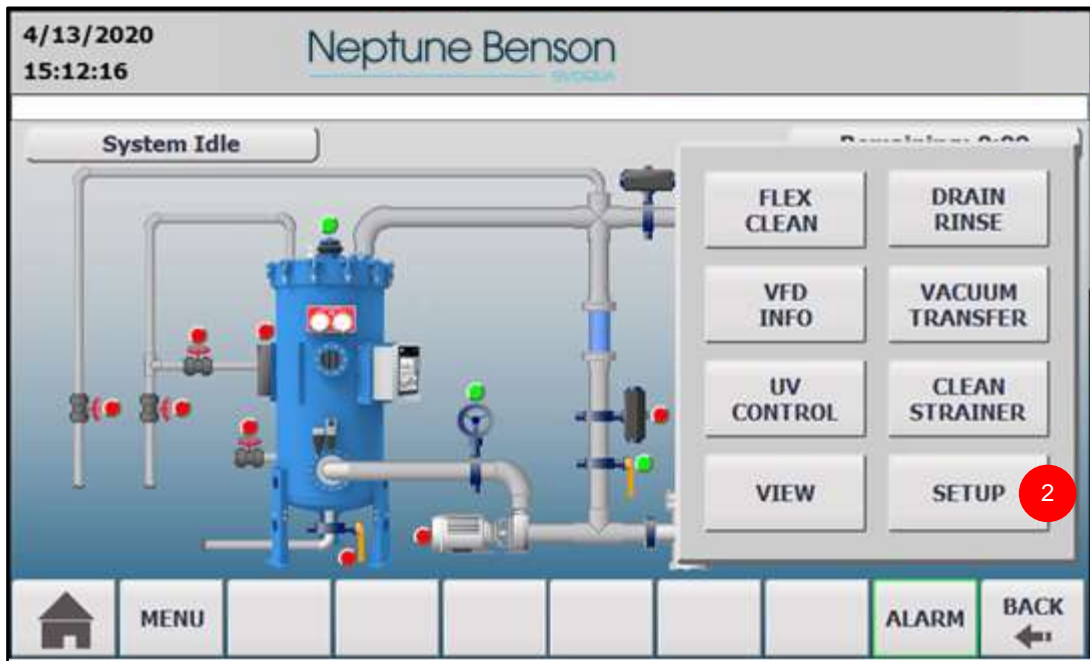 4/13/2020
15:12:16
Neptune Benson
EVOQUA
System Idle
FLEX
CLEAN
DRAIN
RINSE
VFD
INFO
VACUUM
TRANSFER
UV
CONTROL
CLEAN
STRAINER
VIEW
SETUP
2
MENU
ALARM
BACK